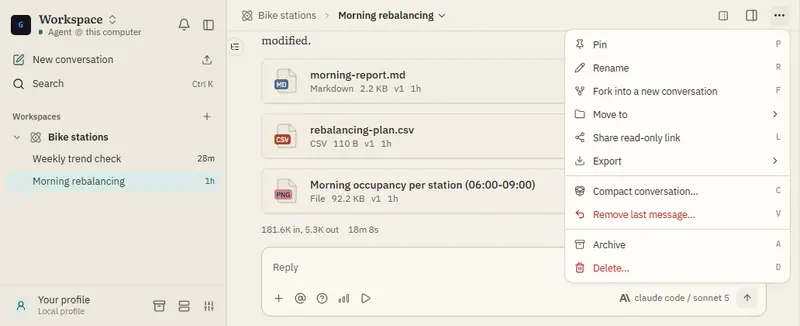 G
Workspace
Agent @ this computer
New conversation
Search
Ctrl K
Workspaces
Bike stations
Weekly trend check
28m
Morning rebalancing
1h
Your profile
Local profile
Bike stations
Morning rebalancing
modified.
MD
morning-report.md
Markdown 2.2 KB v1 1h
CSV
rebalancing-plan.csv
CSV 110 B v1 1h
PNG
Morning occupancy per station (06:00-09:00)
File 92.2 KB v1 1h
181.6K in, 5.3K out 18m 8s
Reply
claude code / sonnet 5
Pin
P
Rename
R
Fork into a new conversation
F
Move to
Share read-only link
L
Export
Compact conversation...
C
Remove last message...
V
Archive
A
Delete...
D